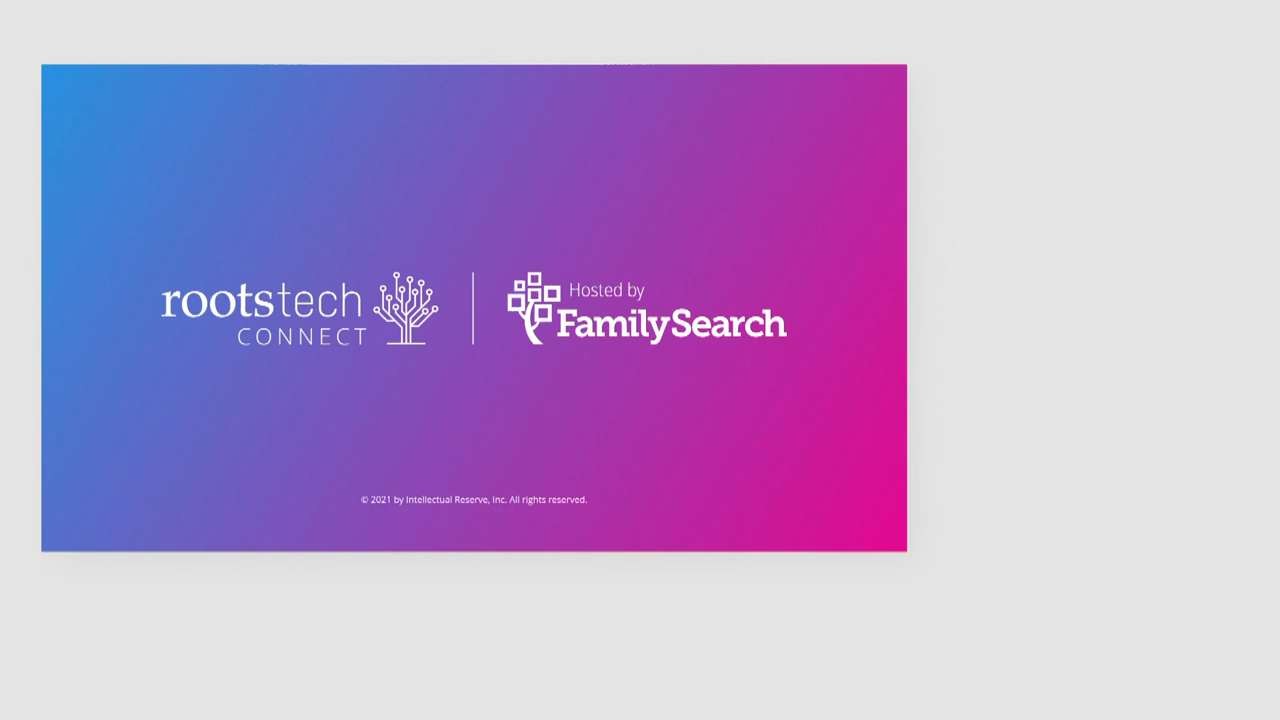 rootstech
CONNECT
Hosted by
FamilySearch
© 2021 by Intellectual Reserve, Inc. All rights reserved.